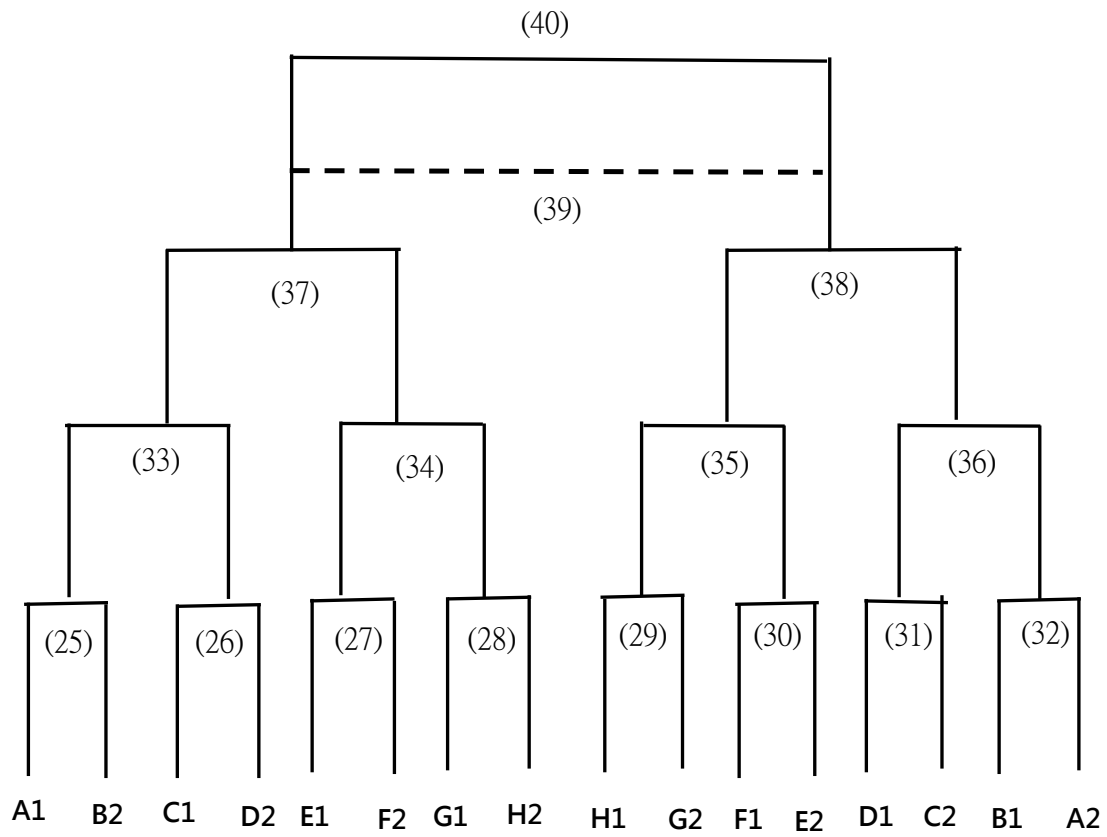 (40)
(39)
(37) (38)
(33) (34) (35) (36)
(25) (26) (27) (28) (29) (30) (31) (32)
A1 B2 C1 D2 E1 F2 G1 H2 H1 G2 F1 E2 D1 C2 B1 A2